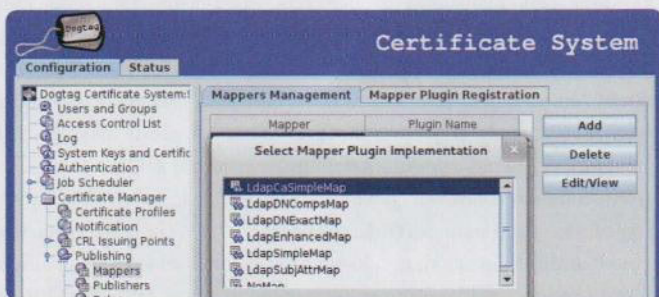 Dogtag
Certificate System
Configuration Status
Dogtag Certificate System:
Users and Groups
Access Control List
Log
System Keys and Certific
Authentication
Job Scheduler
Certificate Manager
Certificate Profiles
Notification
CRL Issuing Points
Publishing
Mappers
Publishers
Mappers Management Mapper Plugin Registration
Mapper Plugin Name
Add
Delete
Edit/View
Select Mapper Plugin Implementation
LdapCaSimpleMap
LdapDNCompsMap
LdapDNExactMap
LdapEnhancedMap
LdapSimpleMap
LdapSubjAttrMap
NoMap